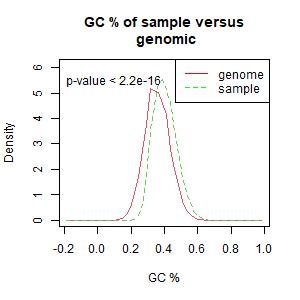 GC % of sample versus
genomic
p-value < 2.2e-16
genome
sample
Density
6
5
4
3
2
1
0
-0.2 0.0 0.2 0.4 0.6 0.8 1.0
GC %